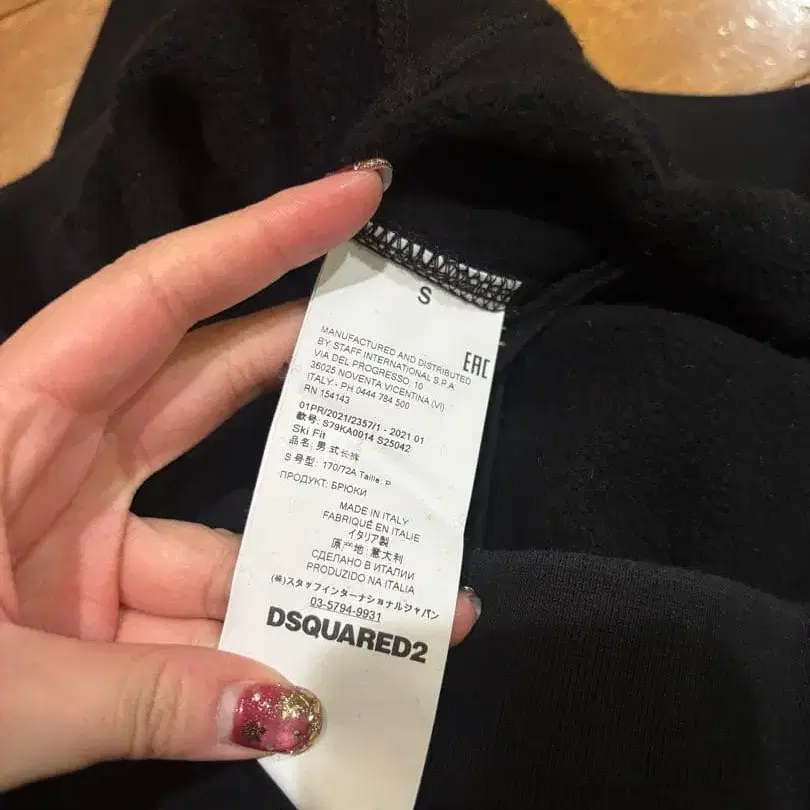 S
MANUFACTURED AND DISTRIBUTED
BY STAFF INTERNATIONAL S.P.A.
VIA DEL PROGRESSO, 10
36025 NOVENTA VICENTINA (VI)
ITALY - PH 0444 784 500
RN 154143
EAC
01PR/2021/2357/1 - 2021 01
款号: S79KA0014 S25042
Ski Fit
品名: 男式长裤
S 号型: 170/72A Taille: P
ПРОДУКТ: БРЮКИ
MADE IN ITALY
FABRIQUÉ EN ITALIE
イタリア製
原产地: 意大利
СДЕЛАНО В ИТАЛИИ
PRODUZIDO NA ITALIA
(株)スタッフインターナショナルジャパン
03-5794-9931
DSQUARED2